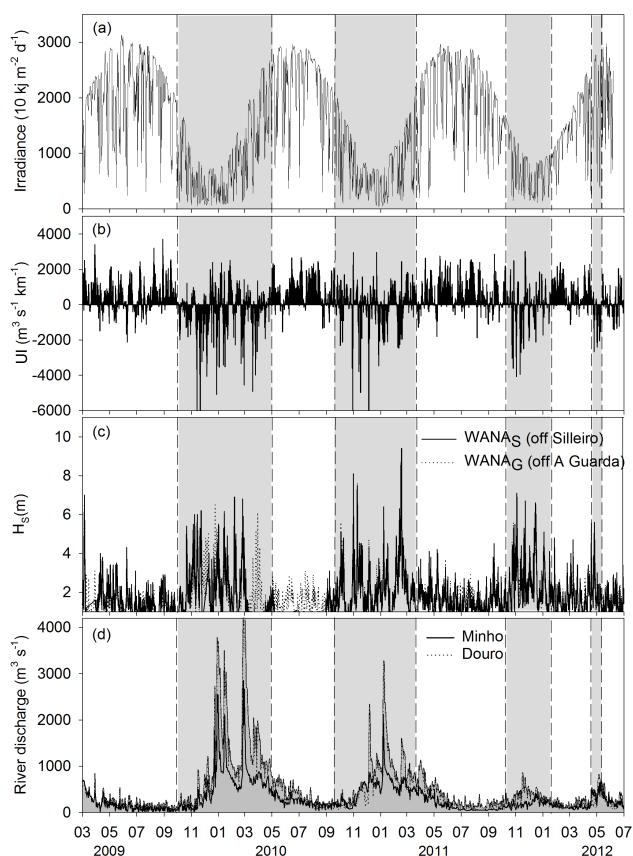 (a)
Irradiance (10 kj m⁻² d⁻¹)
3000
2000
1000
0
(b)
UI (m³ s⁻¹ km⁻¹)
4000
2000
0
-2000
-4000
-6000
(c)
WANA_S (off Silleiro)
WANA_G (off A Guarda)
H_S(m)
10
8
6
4
2
(d)
Minho
Douro
River discharge (m³ s⁻¹)
4000
3000
2000
1000
0
03 05 07 09 11 01 03 05 07 09 11 01 03 05 07 09 11 01 03 05 07
2009 2010 2011 2012